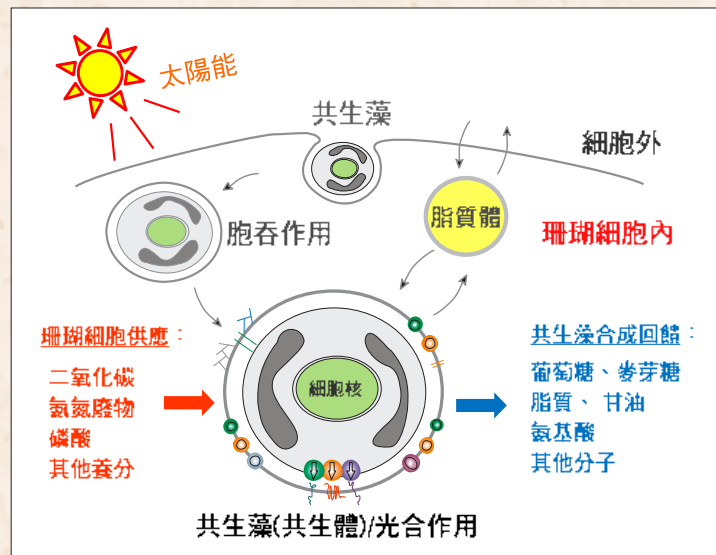 太陽能
共生藻
細胞外
胞吞作用
脂質體
珊瑚細胞內
珊瑚細胞供應：
二氧化碳
氨氮廢物
磷酸
其他養分
細胞核
共生藻合成回饋：
葡萄糖、麥芽糖
脂質、甘油
氨基酸
其他分子
共生藻(共生體)/光合作用